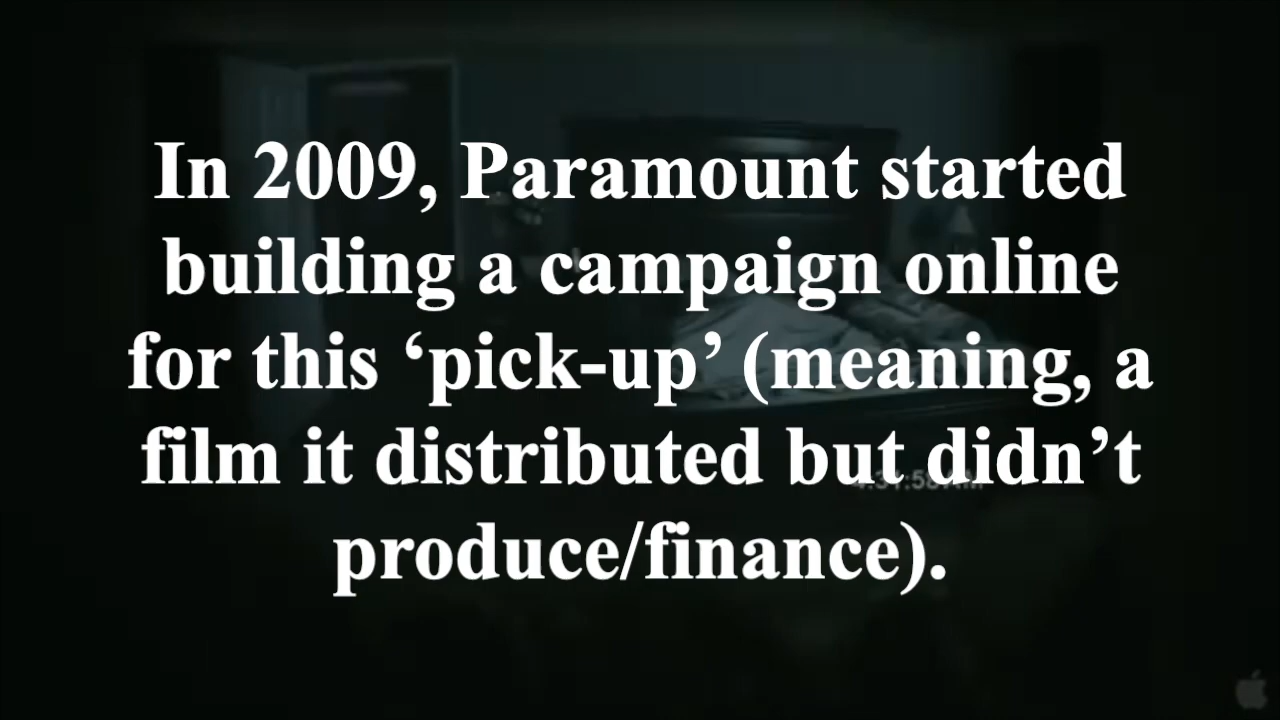 In 2009, Paramount started
building a campaign online
for this ‘pick-up’ (meaning, a
film it distributed but didn’t
produce/finance).